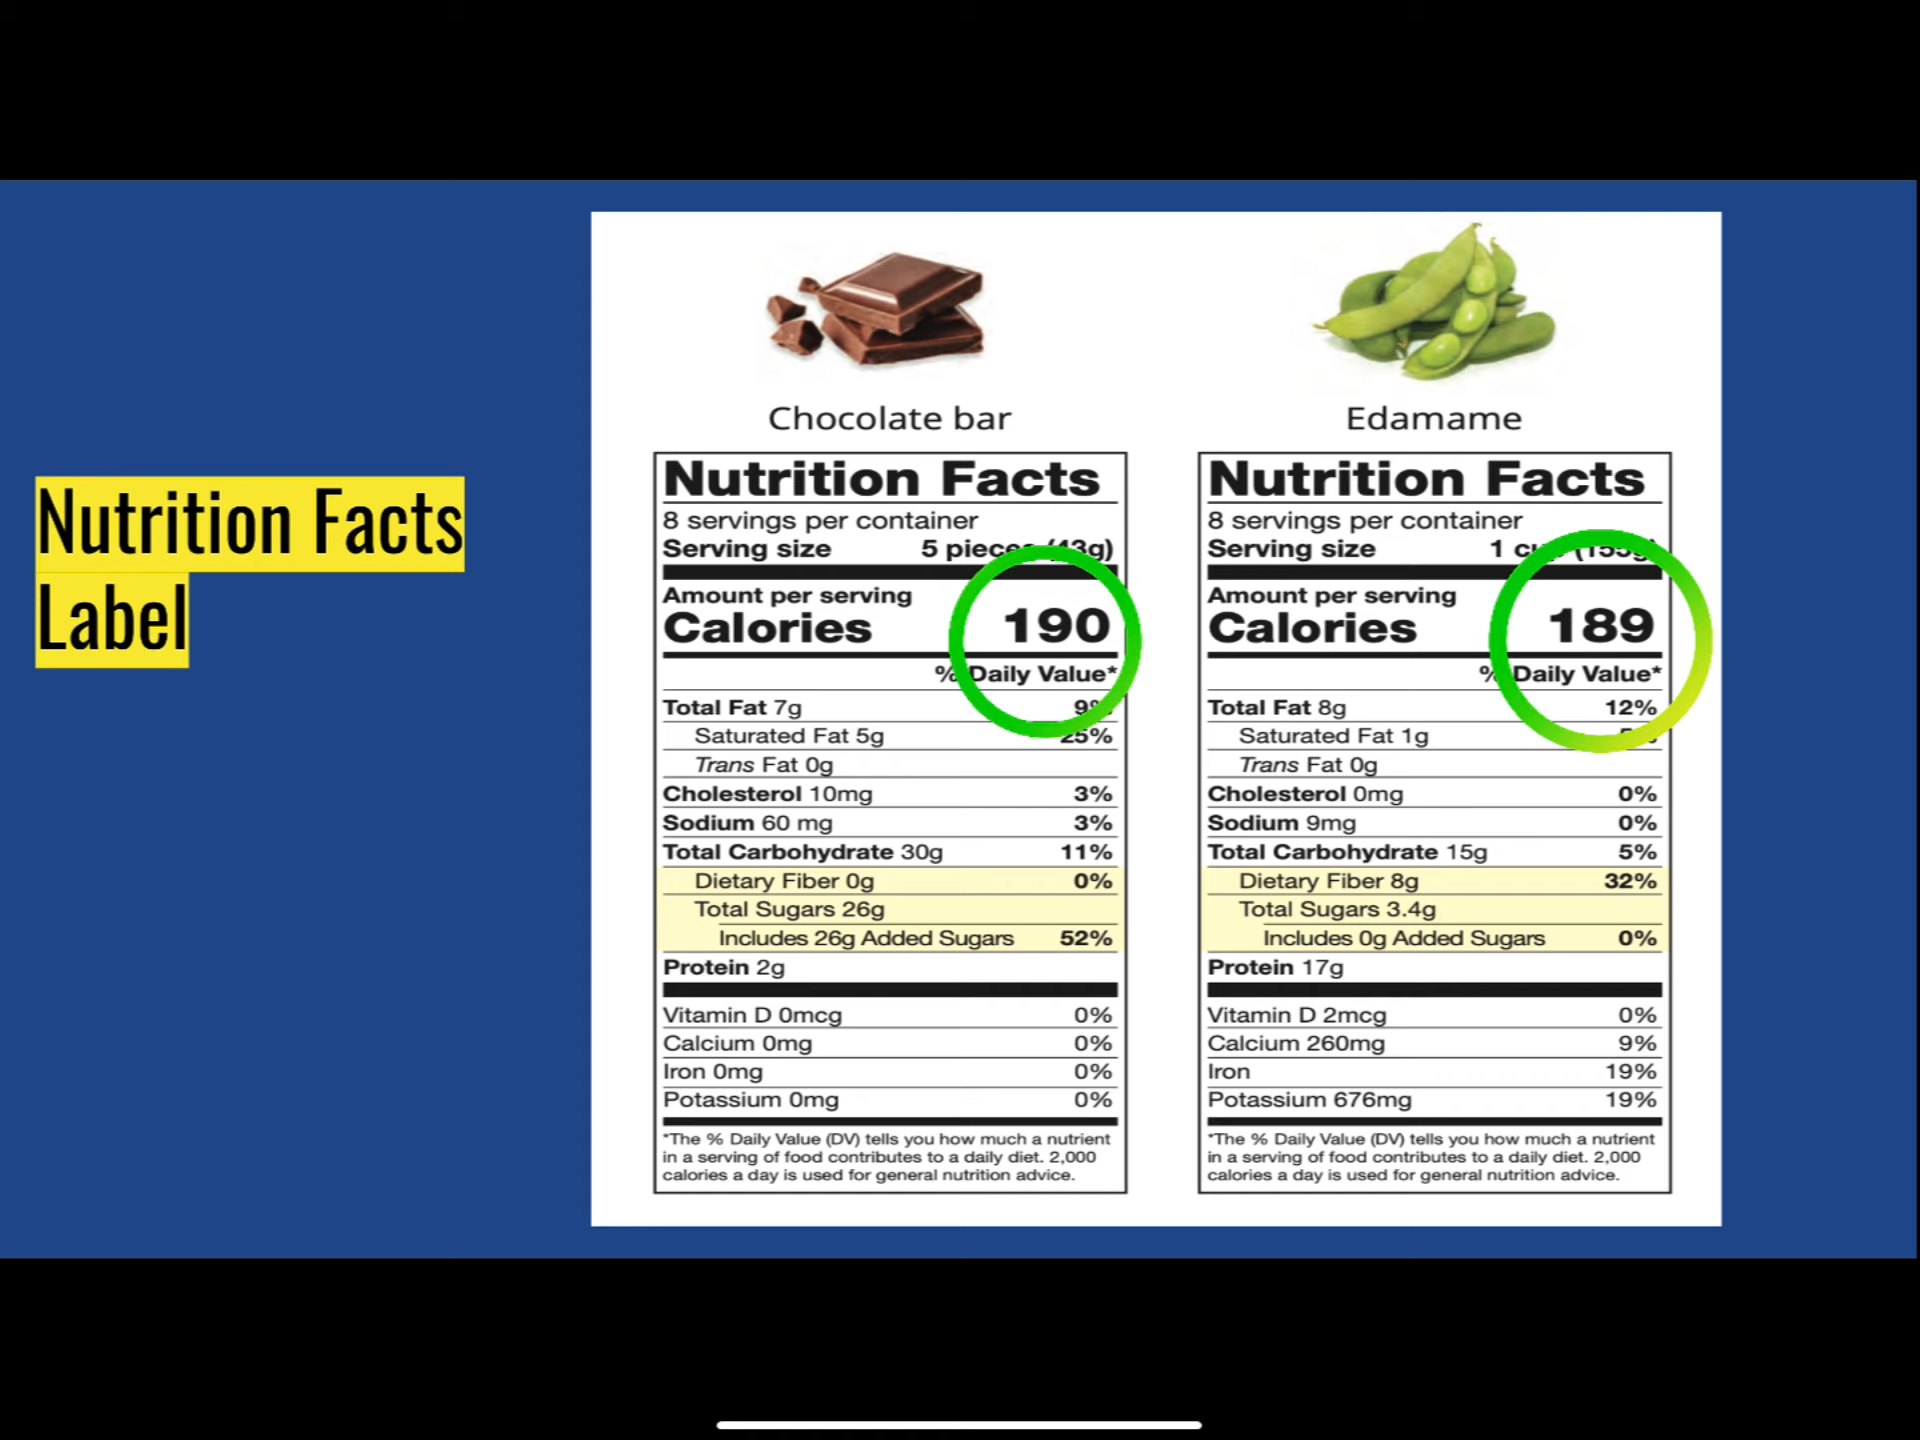 Nutrition Facts
Label
Chocolate bar
Nutrition Facts
8 servings per container
Serving size 5 pieces (43g)
Amount per serving
Calories 190
% Daily Value*
Total Fat 7g 9%
Saturated Fat 5g 25%
Trans Fat 0g
Cholesterol 10mg 3%
Sodium 60 mg 3%
Total Carbohydrate 30g 11%
Dietary Fiber 0g 0%
Total Sugars 26g
Includes 26g Added Sugars 52%
Protein 2g
Vitamin D 0mcg 0%
Calcium 0mg 0%
Iron 0mg 0%
Potassium 0mg 0%
*The % Daily Value (DV) tells you how much a nutrient
in a serving of food contributes to a daily diet. 2,000
calories a day is used for general nutrition advice.
Edamame
Nutrition Facts
8 servings per container
Serving size 1 cup (155g)
Amount per serving
Calories 189
% Daily Value*
Total Fat 8g 12%
Saturated Fat 1g 5%
Trans Fat 0g
Cholesterol 0mg 0%
Sodium 9mg 0%
Total Carbohydrate 15g 5%
Dietary Fiber 8g 32%
Total Sugars 3.4g
Includes 0g Added Sugars 0%
Protein 17g
Vitamin D 2mcg 0%
Calcium 260mg 9%
Iron 19%
Potassium 676mg 19%
*The % Daily Value (DV) tells you how much a nutrient
in a serving of food contributes to a daily diet. 2,000
calories a day is used for general nutrition advice.